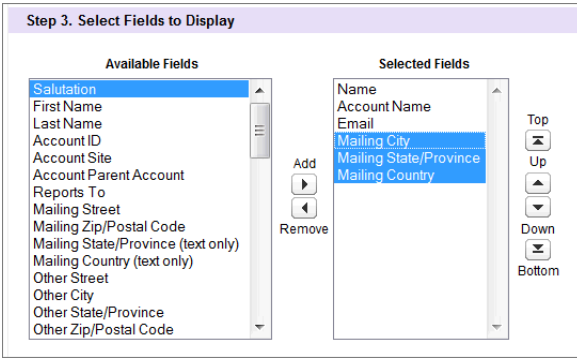 Step 3. Select Fields to Display
Available Fields
Salutation
First Name
Last Name
Account ID
Account Site
Account Parent Account
Reports To
Mailing Street
Mailing Zip/Postal Code
Mailing State/Province (text only)
Mailing Country (text only)
Other Street
Other City
Other State/Province
Other Zip/Postal Code
Add
Remove
Selected Fields
Name
Account Name
Email
Mailing City
Mailing State/Province
Mailing Country
Top
Up
Down
Bottom